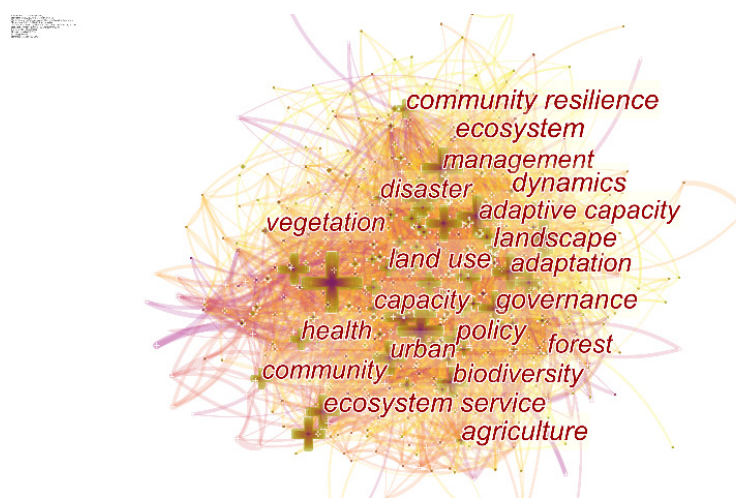 community resilience
ecosystem
management
disaster
dynamics
adaptive capacity
vegetation
landscape
land use
adaptation
capacity
governance
health
policy
urban
forest
community
biodiversity
ecosystem service
agriculture